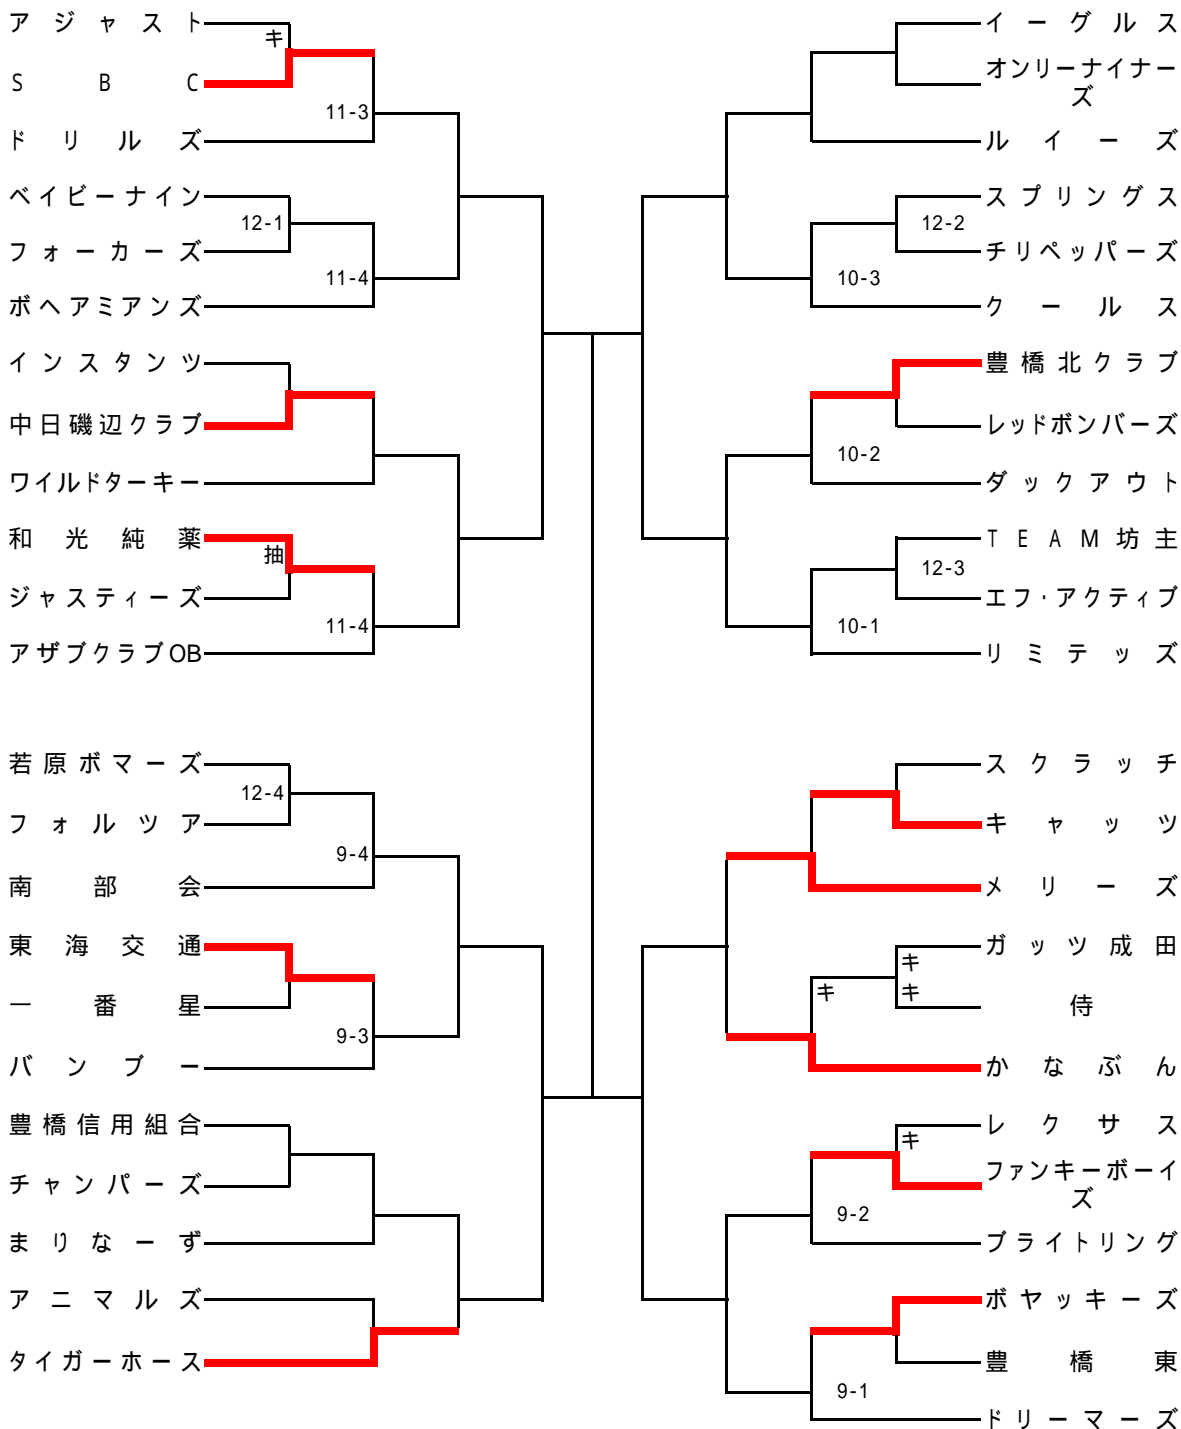 アジャスト
キ
SBC
11-3
ドリルズ
ベイビーナイン
12-1
フォーカーズ
11-4
ボヘアミアンズ
インスタンツ
中日磯辺クラブ
ワイルドターキー
和光純薬
抽
ジャスティーズ
11-4
アザブクラブOB
若原ボマーズ
12-4
フォルツア
9-4
南部会
東海交通
一番星
9-3
バンブー
豊橋信用組合
チャンパーズ
まりなーず
アニマルズ
タイガーホース
イーグルス
オンリーナイナー
ズ
ルイーズ
スプリングス
12-2
チリペッパーズ
10-3
クールス
豊橋北クラブ
レッドボンバーズ
10-2
ダックアウト
TEAM坊主
12-3
エフ・アクティブ
10-1
リミテッズ
スクラッチ
キャッツ
メリーズ
ガッツ成田
キ
キ
キ
侍
かなぶん
レクサス
キ
ファンキーボーイ
ズ
9-2
ブライトリング
ボヤッキーズ
豊橋東
9-1
ドリーマーズ